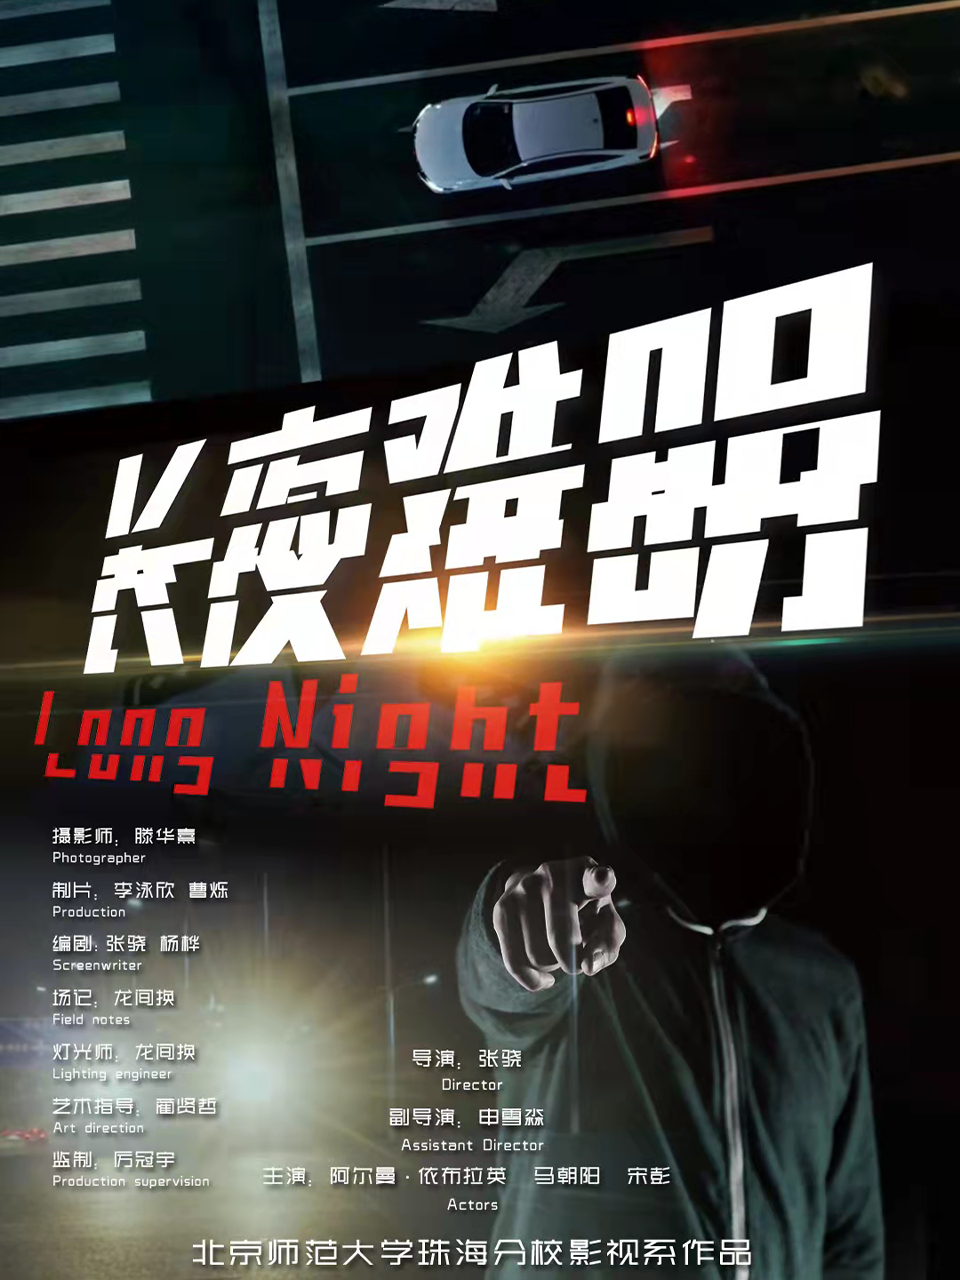 长夜难明
Long Night
摄影师：滕华熹
Photographer
制片：李泳欣 曹烁
Production
编剧：张骁 杨桦
Screenwriter
场记：龙间换
Field notes
灯光师：龙间换
Lighting engineer
艺术指导：蔺贤哲
Art direction
监制：厉冠宇
Production supervision
导演：张骁
Director
副导演：申雪淼
Assistant Director
主演：阿尔曼·依布拉英 马朝阳 宋彭
Actors
北京师范大学珠海分校影视系作品